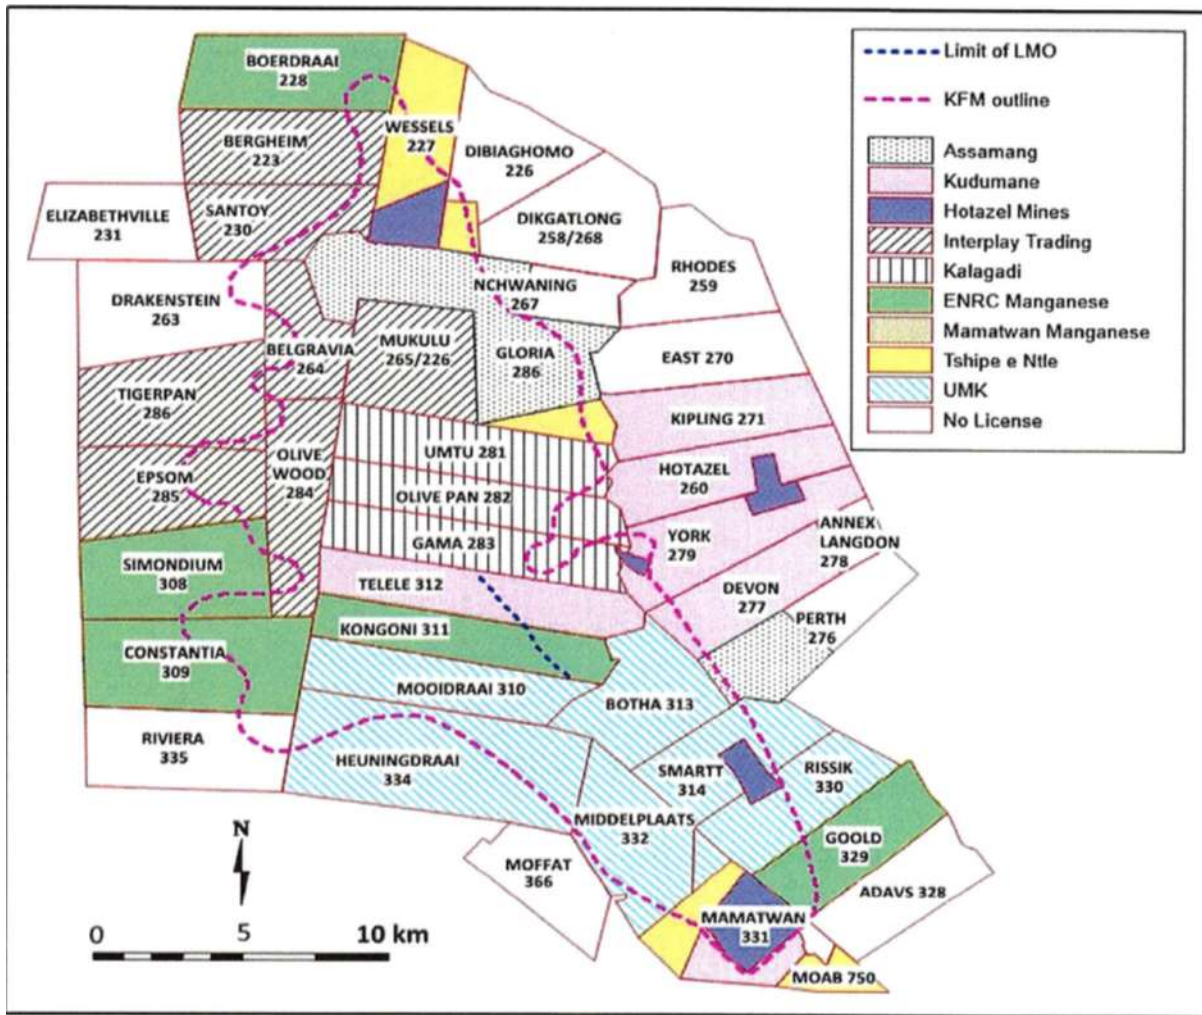 BOERDRAAI
228
WESSELS
227
BERGHEIM
223
DIBIAGHOMO
226
ELIZABETHVILLE
231
SANTOY
230
DIKGATLONG
258/268
RHODES
259
NCHWANING
267
DRAKENSTEIN
263
BELGRAVIA
264
MUKULU
265/226
GLORIA
286
EAST 270
TIGERPAN
286
KIPLING 271
UMTU 281
HOTAZEL
260
OLIVE
WOOD
284
EPSOM
285
OLIVE PAN 282
GAMA 283
YORK
279
ANNEX
LANGDON
278
SIMONDIUM
308
TELELE 312
DEVON
277
PERTH
276
KONGONI 311
CONSTANTIA
309
MOOIDRAAI 310
BOTHA 313
RIVIERA
335
HEUNINGDRAAI
334
SMARTT
314
RISSIK
330
MIDDELPLAATS
332
GOOLD
329
MOFFAT
366
ADAVS 328
MAMATWAN
331
MOAB 750
N
0 5 10 km
Limit of LMO
KFM outline
Assamang
Kudumane
Hotazel Mines
Interplay Trading
Kalagadi
ENRC Manganese
Mamatwan Manganese
Tshipe e Ntle
UMK
No License